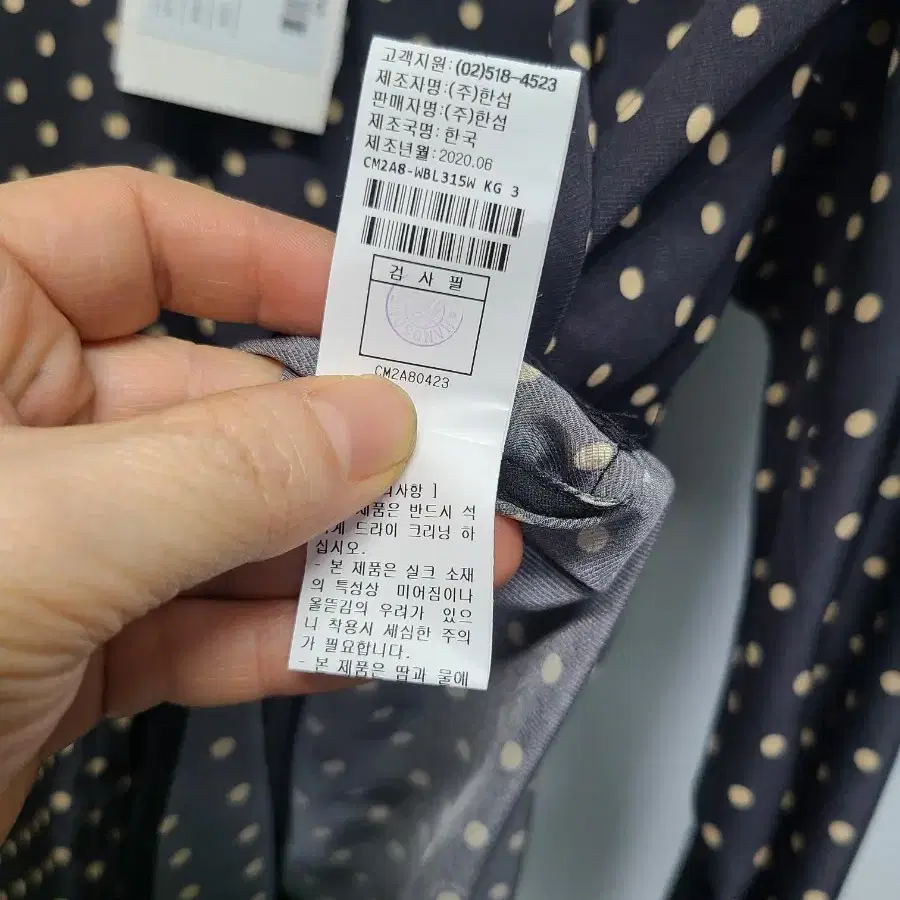 고객지원:(02)518-4523
제조자명:(주)한섬
판매자명:(주)한섬
제조국명:한국
제조년월:2020.06
CM2A8-WBL315W KG 3
검 사 필
CM2A80423
사항 ]
제품은 반드시 석
드라이 크리닝 하
십시오.
- 본 제품은 실크 소재
의 특성상 미어짐이나
올뜯김의 우려가 있으
니 착용시 세심한 주의
가 필요합니다.
- 본 제품은 땀과 물에